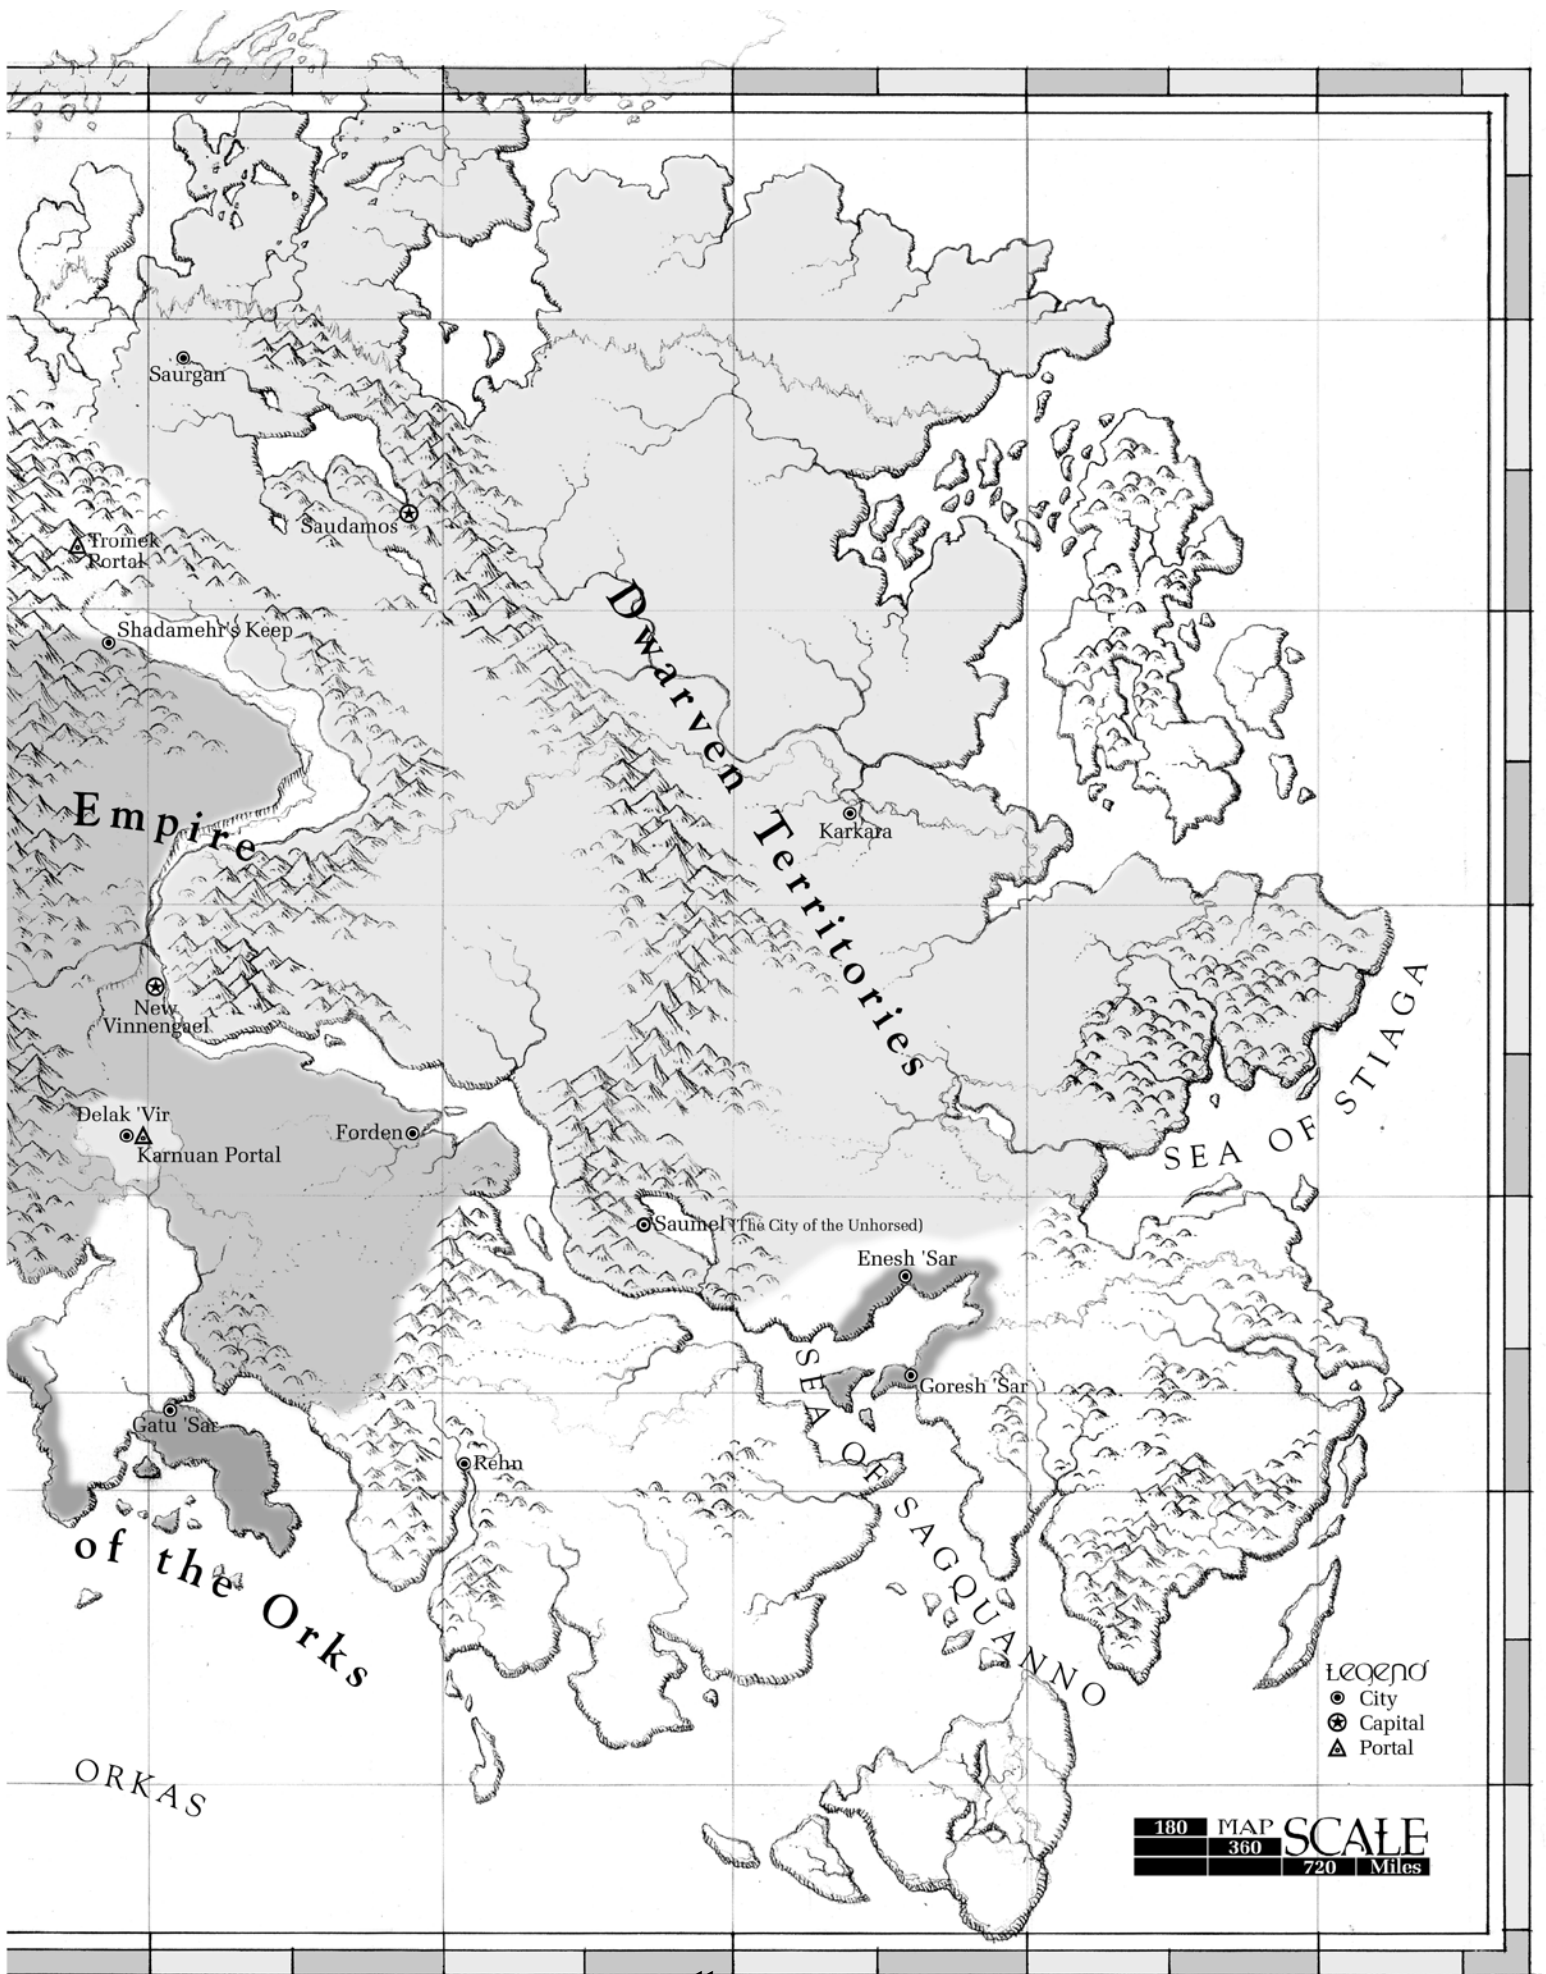 Saurgan
Saudamos
Tromek
Portal
Shadamehr's Keep
Dwarven Territories
Empire
Karkara
New
Vinnengael
SEA OF STIAGA
Delak 'Vir
Karnuan Portal
Forden
Saumel (The City of the Unhorsed)
Enesh 'Sar
Goresh 'Sar
SEA OF SAGQUANNO
Gatu 'Sar
Rehn
of the Orks
ORKAS
Legend
City
Capital
Portal
180 MAP SCALE
360
720 Miles